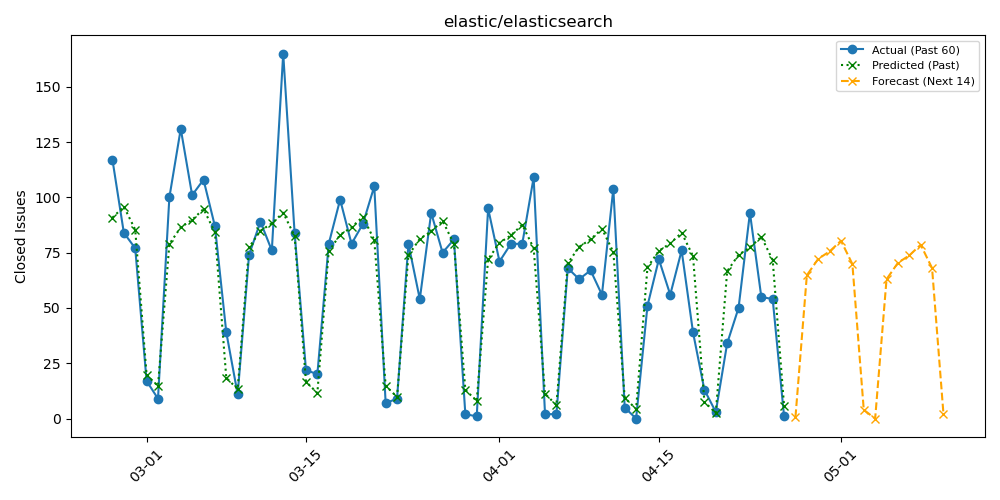 elastic/elasticsearch
Actual (Past 60)
Predicted (Past)
Forecast (Next 14)
Closed Issues
150
125
100
75
50
25
0
03-01
03-15
04-01
04-15
05-01